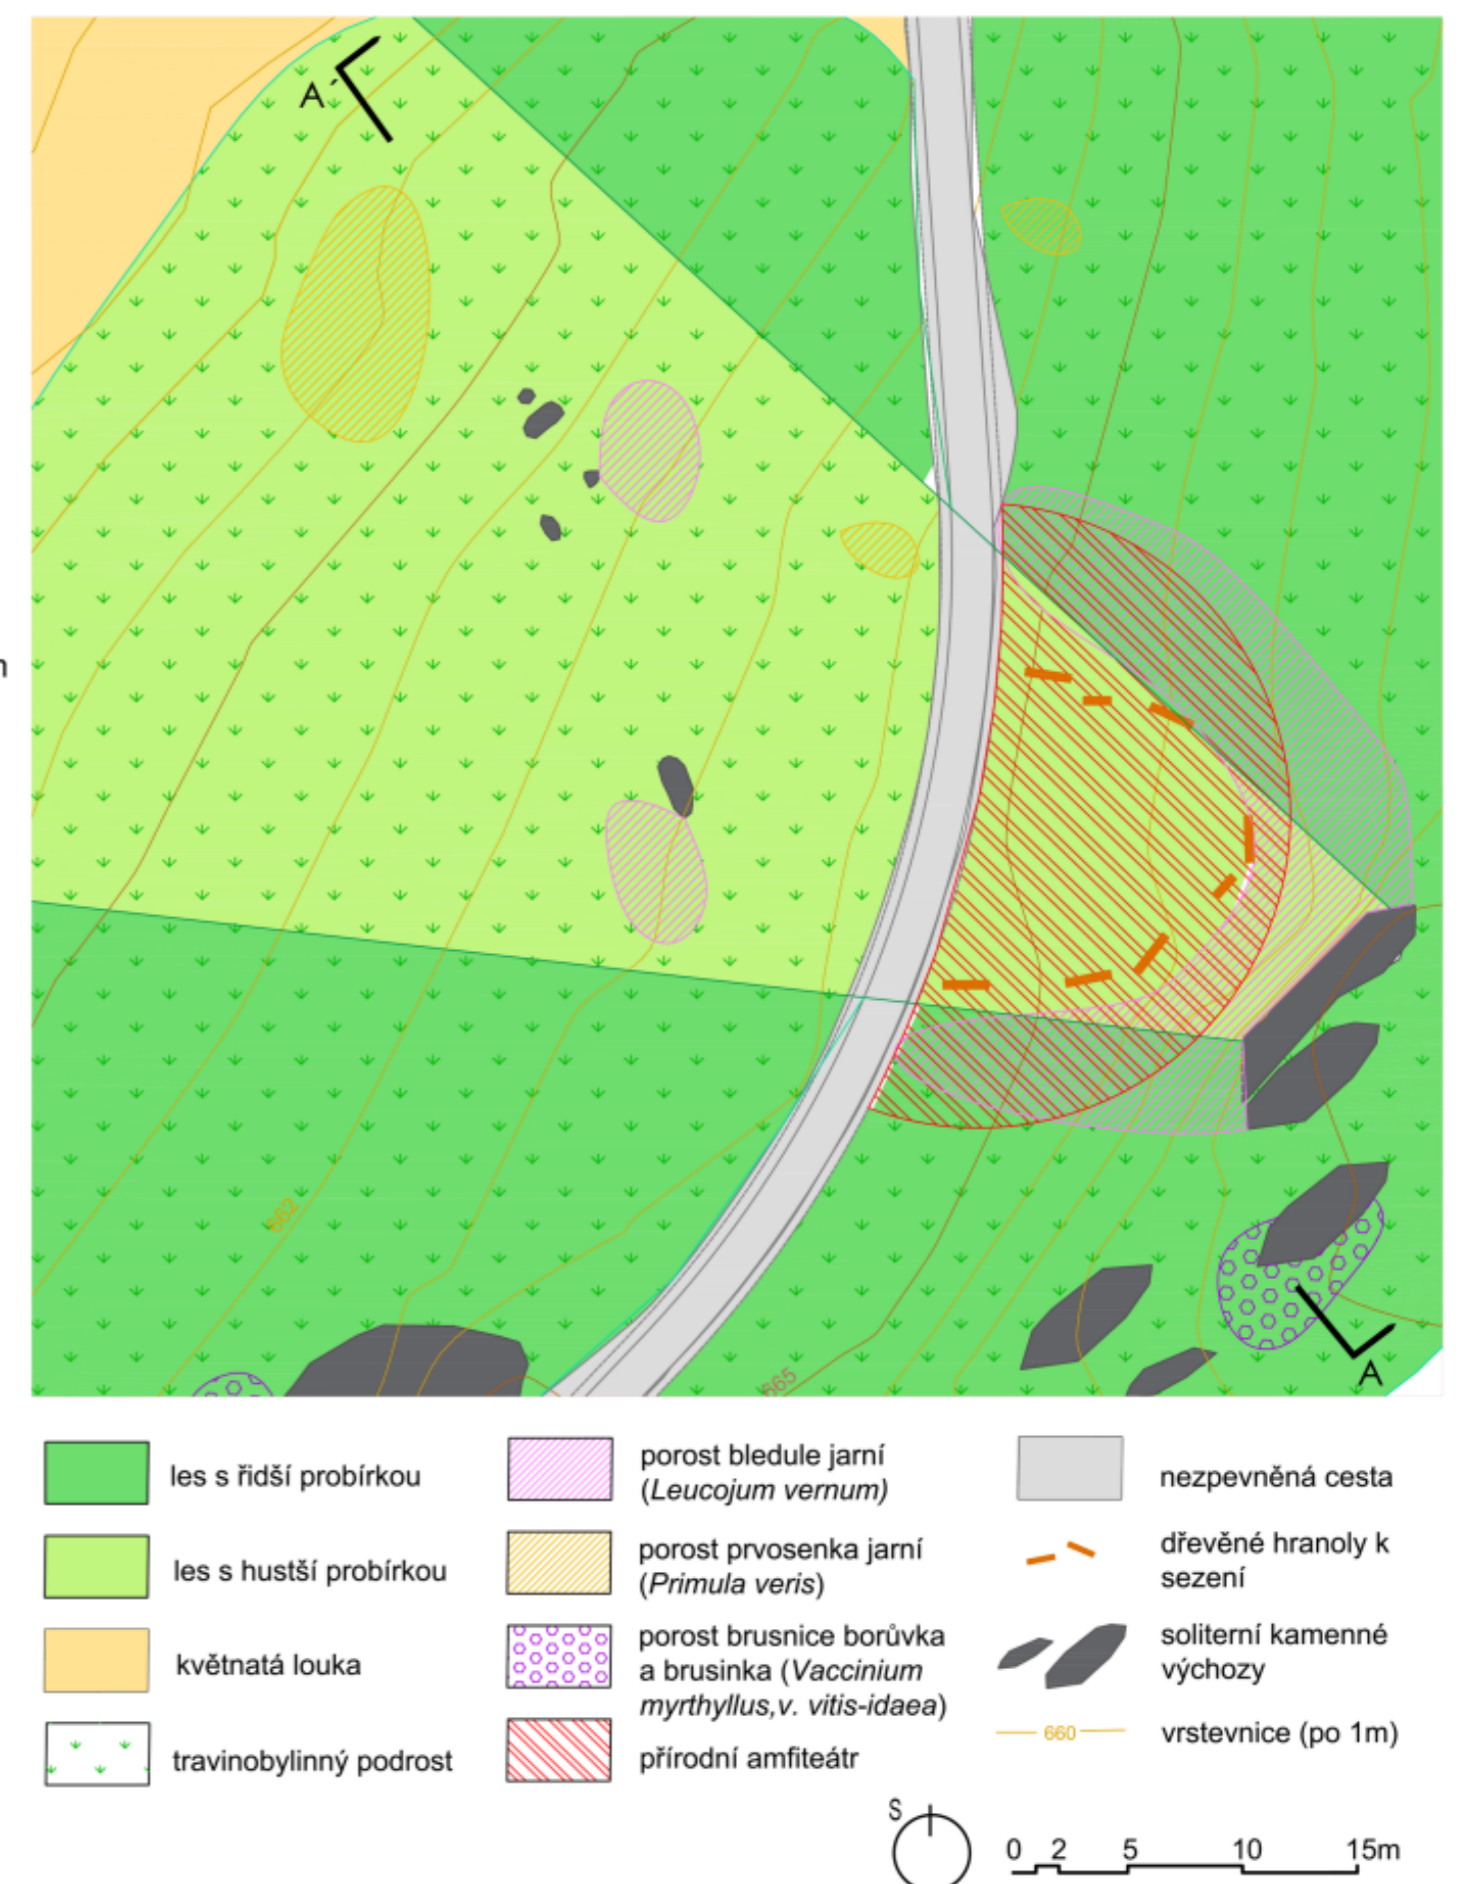 A´
n
662
665
A
les s řidší probírkou
les s hustší probírkou
květnatá louka
travinobylinný podrost
porost bledule jarní
(Leucojum vernum)
porost prvosenka jarní
(Primula veris)
porost brusnice borůvka
a brusinka (Vaccinium
myrthyllus,v. vitis-idaea)
přírodní amfiteátr
nezpevněná cesta
dřevěné hranoly k
sezení
soliterní kamenné
výchozy
660
vrstevnice (po 1m)
S
0 2 5 10 15m